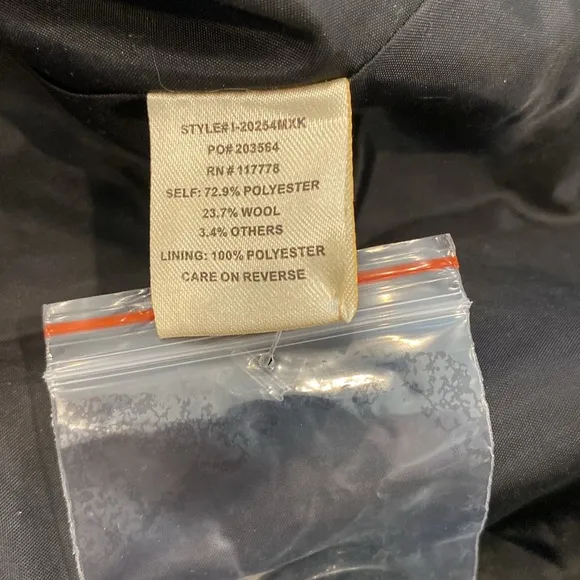 STYLE# I-20254MXK
PO# 203564
RN # 117778
SELF: 72.9% POLYESTER
23.7% WOOL
3.4% OTHERS
LINING: 100% POLYESTER
CARE ON REVERSE